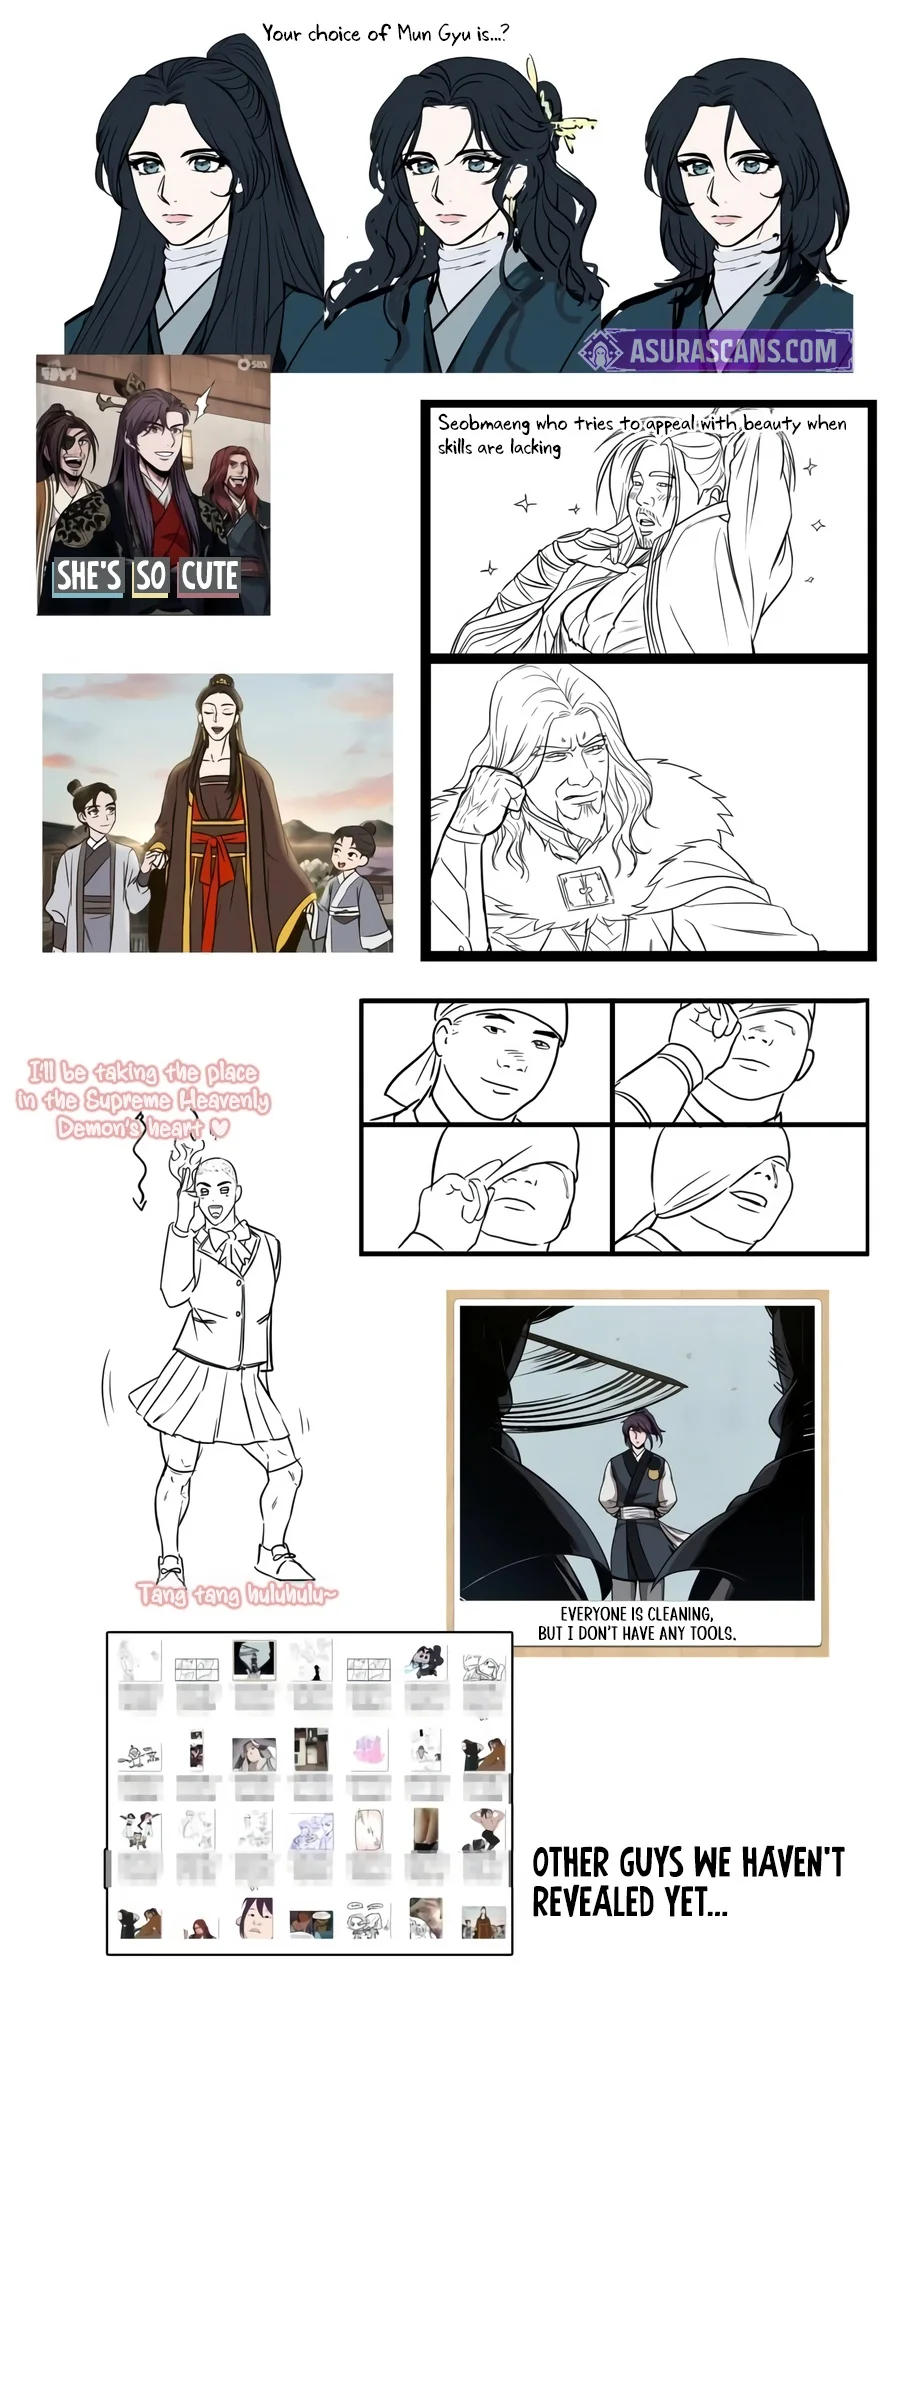 Your choice of Mun Gyu is...?
ASURASCANS.COM
SHE'S SO CUTE
Seobmaeng who tries to appeal with beauty when
skills are lacking
I'll be taking the place
in the Supreme Heavenly
Demon's heart ♡
Tang tang huluhulu~
EVERYONE IS CLEANING,
BUT I DON'T HAVE ANY TOOLS.
OTHER GUYS WE HAVEN'T
REVEALED YET...